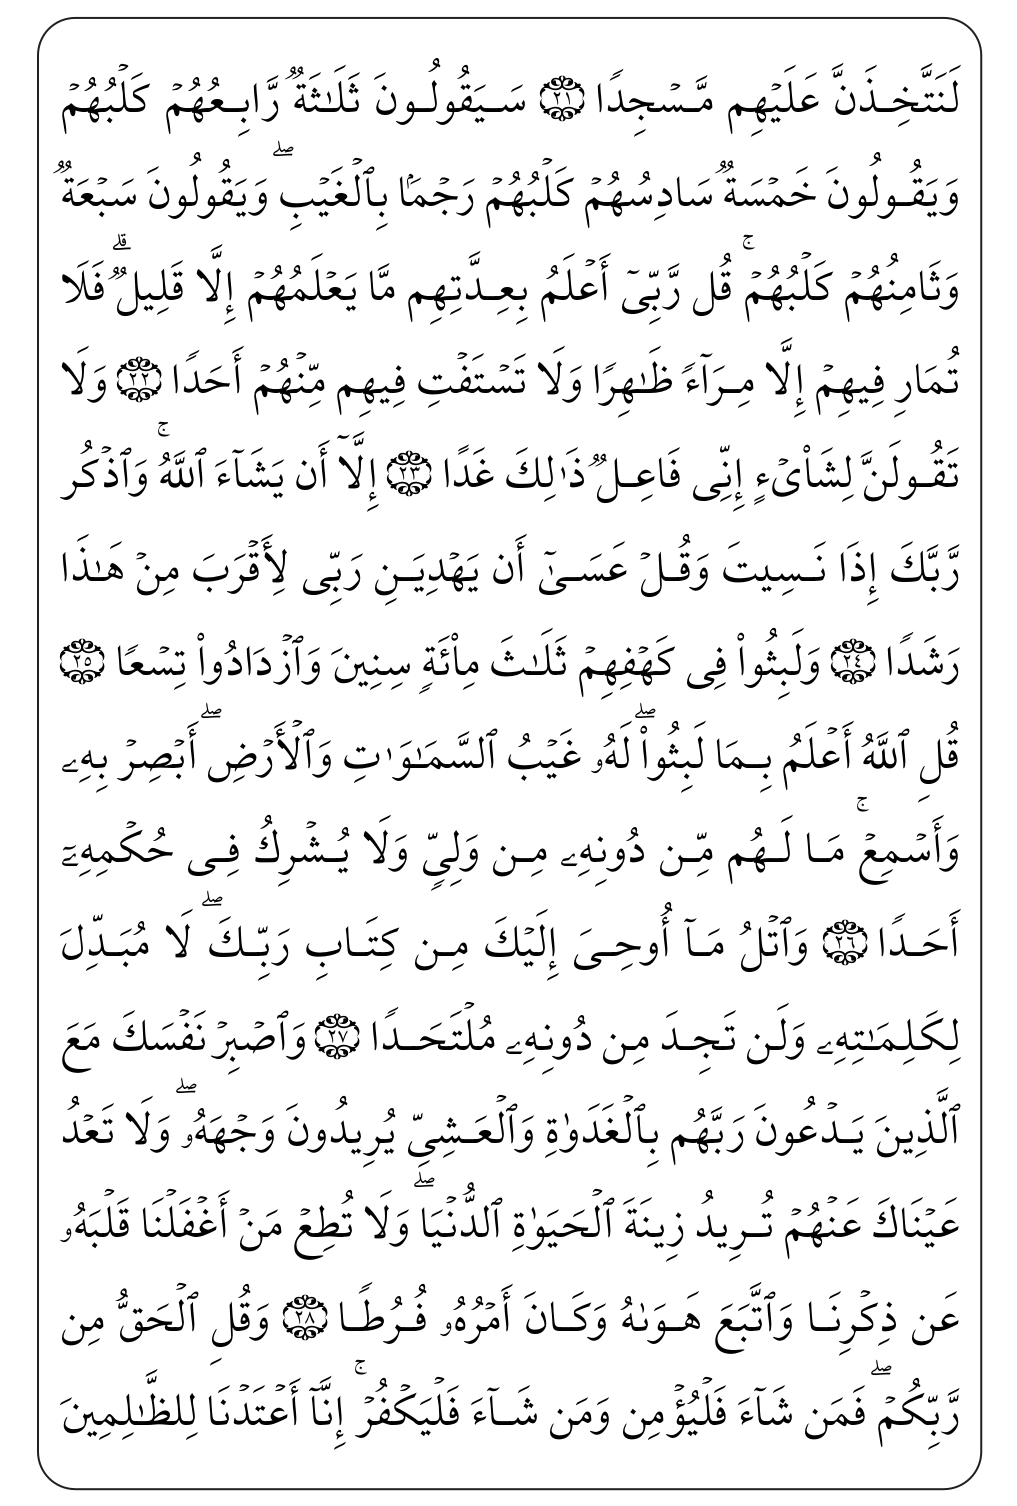 لَنَتَّخِذَنَّ عَلَيۡهِم مَّسۡجِدًا ٢١ سَيَقُولُونَ ثَلَٰثَةٞ رَّابِعُهُمۡ كَلۡبُهُمۡ
وَيَقُولُونَ خَمۡسَةٞ سَادِسُهُمۡ كَلۡبُهُمۡ رَجۡمَۢا بِٱلۡغَيۡبِۖ وَيَقُولُونَ سَبۡعَةٞ
وَثَامِنُهُمۡ كَلۡبُهُمۡۚ قُل رَّبِّيٓ أَعۡلَمُ بِعِدَّتِهِم مَّا يَعۡلَمُهُمۡ إِلَّا قَلِيلٞۗ فَلَا
تُمَارِ فِيهِمۡ إِلَّا مِرَآءٗ ظَٰهِرٗا وَلَا تَسۡتَفۡتِ فِيهِم مِّنۡهُمۡ أَحَدٗا ٢٢ وَلَا
تَقُولَنَّ لِشَاْيۡءٍ إِنِّي فَاعِلٞ ذَٰلِكَ غَدًا ٢٣ إِلَّآ أَن يَشَآءَ ٱللَّهُۚ وَٱذۡكُر
رَّبَّكَ إِذَا نَسِيتَ وَقُلۡ عَسَىٰٓ أَن يَهۡدِيَنِ رَبِّي لِأَقۡرَبَ مِنۡ هَٰذَا
رَشَدٗا ٢٤ وَلَبِثُواْ فِي كَهۡفِهِمۡ ثَلَٰثَ مِاْئَةٖ سِنِينَ وَٱزۡدَادُواْ تِسۡعٗا ٢٥
قُلِ ٱللَّهُ أَعۡلَمُ بِمَا لَبِثُواْۖ لَهُۥ غَيۡبُ ٱلسَّمَٰوَٰتِ وَٱلۡأَرۡضِۖ أَبۡصِرۡ بِهِۦ
وَأَسۡمِعۡۚ مَا لَهُم مِّن دُونِهِۦ مِن وَلِيّٖ وَلَا يُشۡرِكُ فِي حُكۡمِهِۦٓ
أَحَدٗا ٢٦ وَٱتۡلُ مَآ أُوحِيَ إِلَيۡكَ مِن كِتَابِ رَبِّكَۖ لَا مُبَدِّلَ
لِكَلِمَٰتِهِۦ وَلَن تَجِدَ مِن دُونِهِۦ مُلۡتَحَدٗا ٢٧ وَٱصۡبِرۡ نَفۡسَكَ مَعَ
ٱلَّذِينَ يَدۡعُونَ رَبَّهُم بِٱلۡغَدَوٰةِ وَٱلۡعَشِيِّ يُرِيدُونَ وَجۡهَهُۥۖ وَلَا تَعۡدُ
عَيۡنَاكَ عَنۡهُمۡ تُرِيدُ زِينَةَ ٱلۡحَيَوٰةِ ٱلدُّنۡيَاۖ وَلَا تُطِعۡ مَنۡ أَغۡفَلۡنَا قَلۡبَهُۥ
عَن ذِكۡرِنَا وَٱتَّبَعَ هَوَىٰهُ وَكَانَ أَمۡرُهُۥ فُرُطٗا ٢٨ وَقُلِ ٱلۡحَقُّ مِن
رَّبِّكُمۡۖ فَمَن شَآءَ فَلۡيُؤۡمِن وَمَن شَآءَ فَلۡيَكۡفُرۡۚ إِنَّآ أَعۡتَدۡنَا لِلظَّٰلِمِينَ